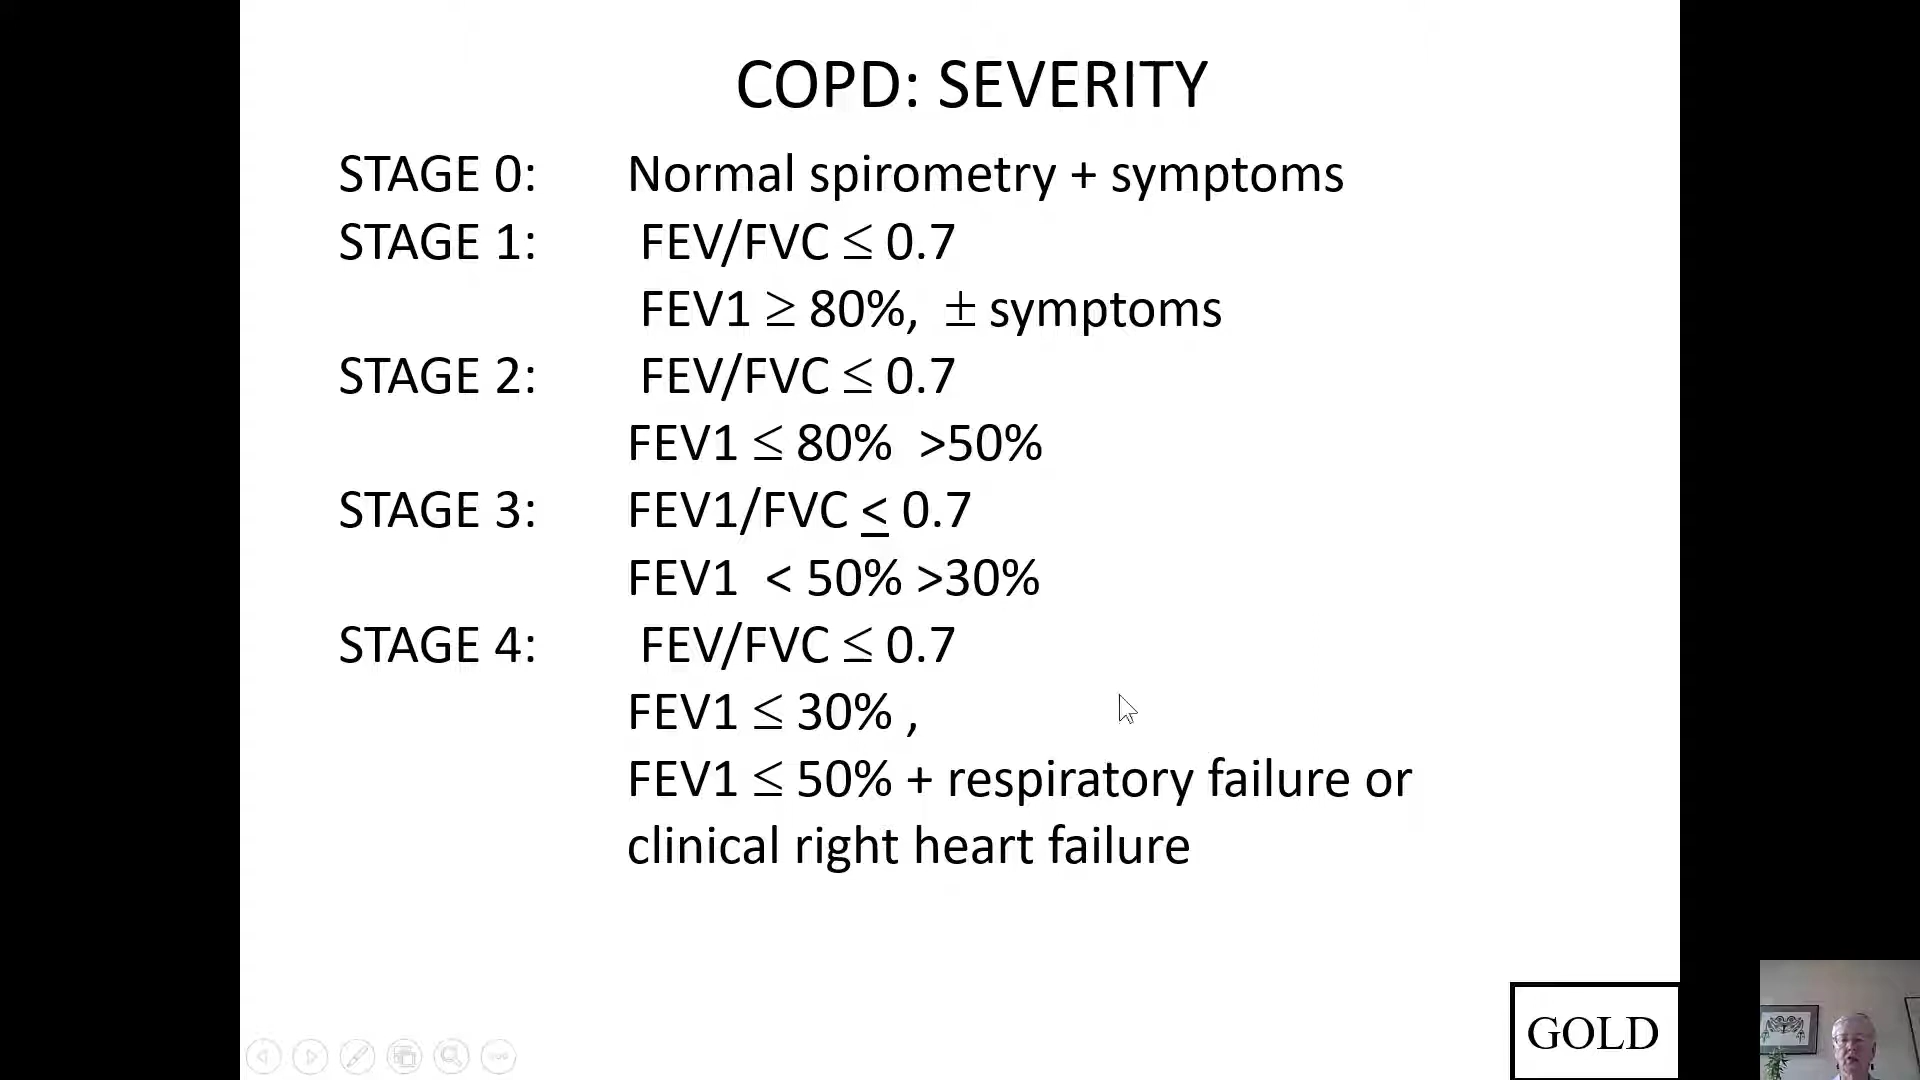 COPD: SEVERITY
STAGE 0: Normal spirometry + symptoms
STAGE 1: FEV/FVC ≤ 0.7
FEV1 ≥ 80%, ± symptoms
STAGE 2: FEV/FVC ≤ 0.7
FEV1 ≤ 80% >50%
STAGE 3: FEV1/FVC < 0.7
FEV1 < 50% >30%
STAGE 4: FEV/FVC ≤ 0.7
FEV1 ≤ 30% ,
FEV1 ≤ 50% + respiratory failure or
clinical right heart failure
GOLD